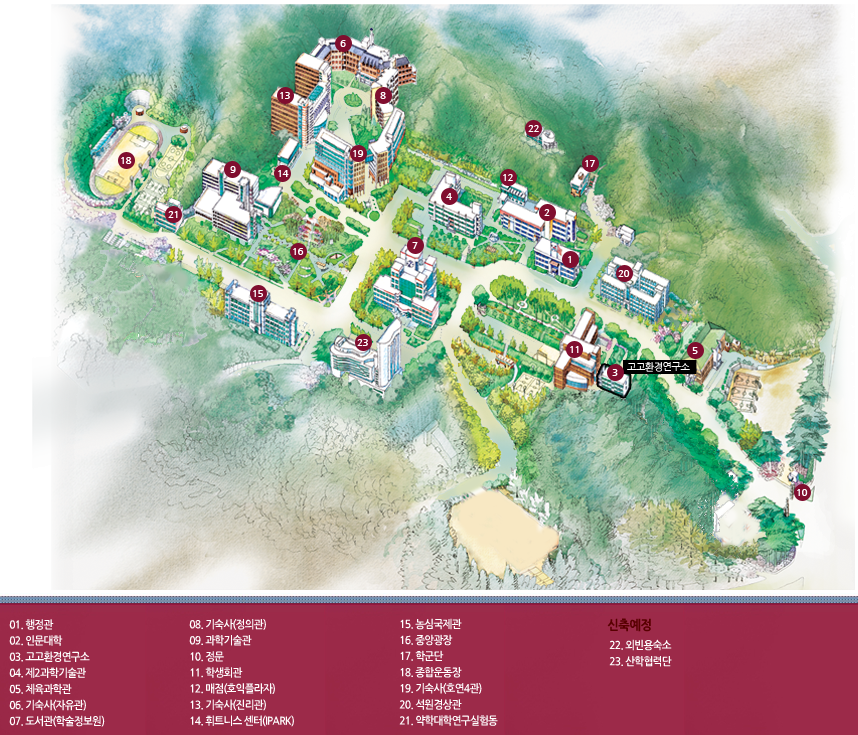 6
13
8
22
18
19
17
9
14
12
4
21
2
7
16
1
20
15
23
11
5
3
고고환경연구소
10
01. 행정관
02. 인문대학
03. 고고환경연구소
04. 제2과학기술관
05. 체육과학관
06. 기숙사(자유관)
07. 도서관(학술정보원)
08. 기숙사(정의관)
09. 과학기술관
10. 정문
11. 학생회관
12. 매점(호익플라자)
13. 기숙사(진리관)
14. 휘트니스 센터(IPARK)
15. 농심국제관
16. 중앙광장
17. 학군단
18. 종합운동장
19. 기숙사(호연4관)
20. 석원경상관
21. 약학대학연구실험동
신축예정
22. 외빈용숙소
23. 산학협력단